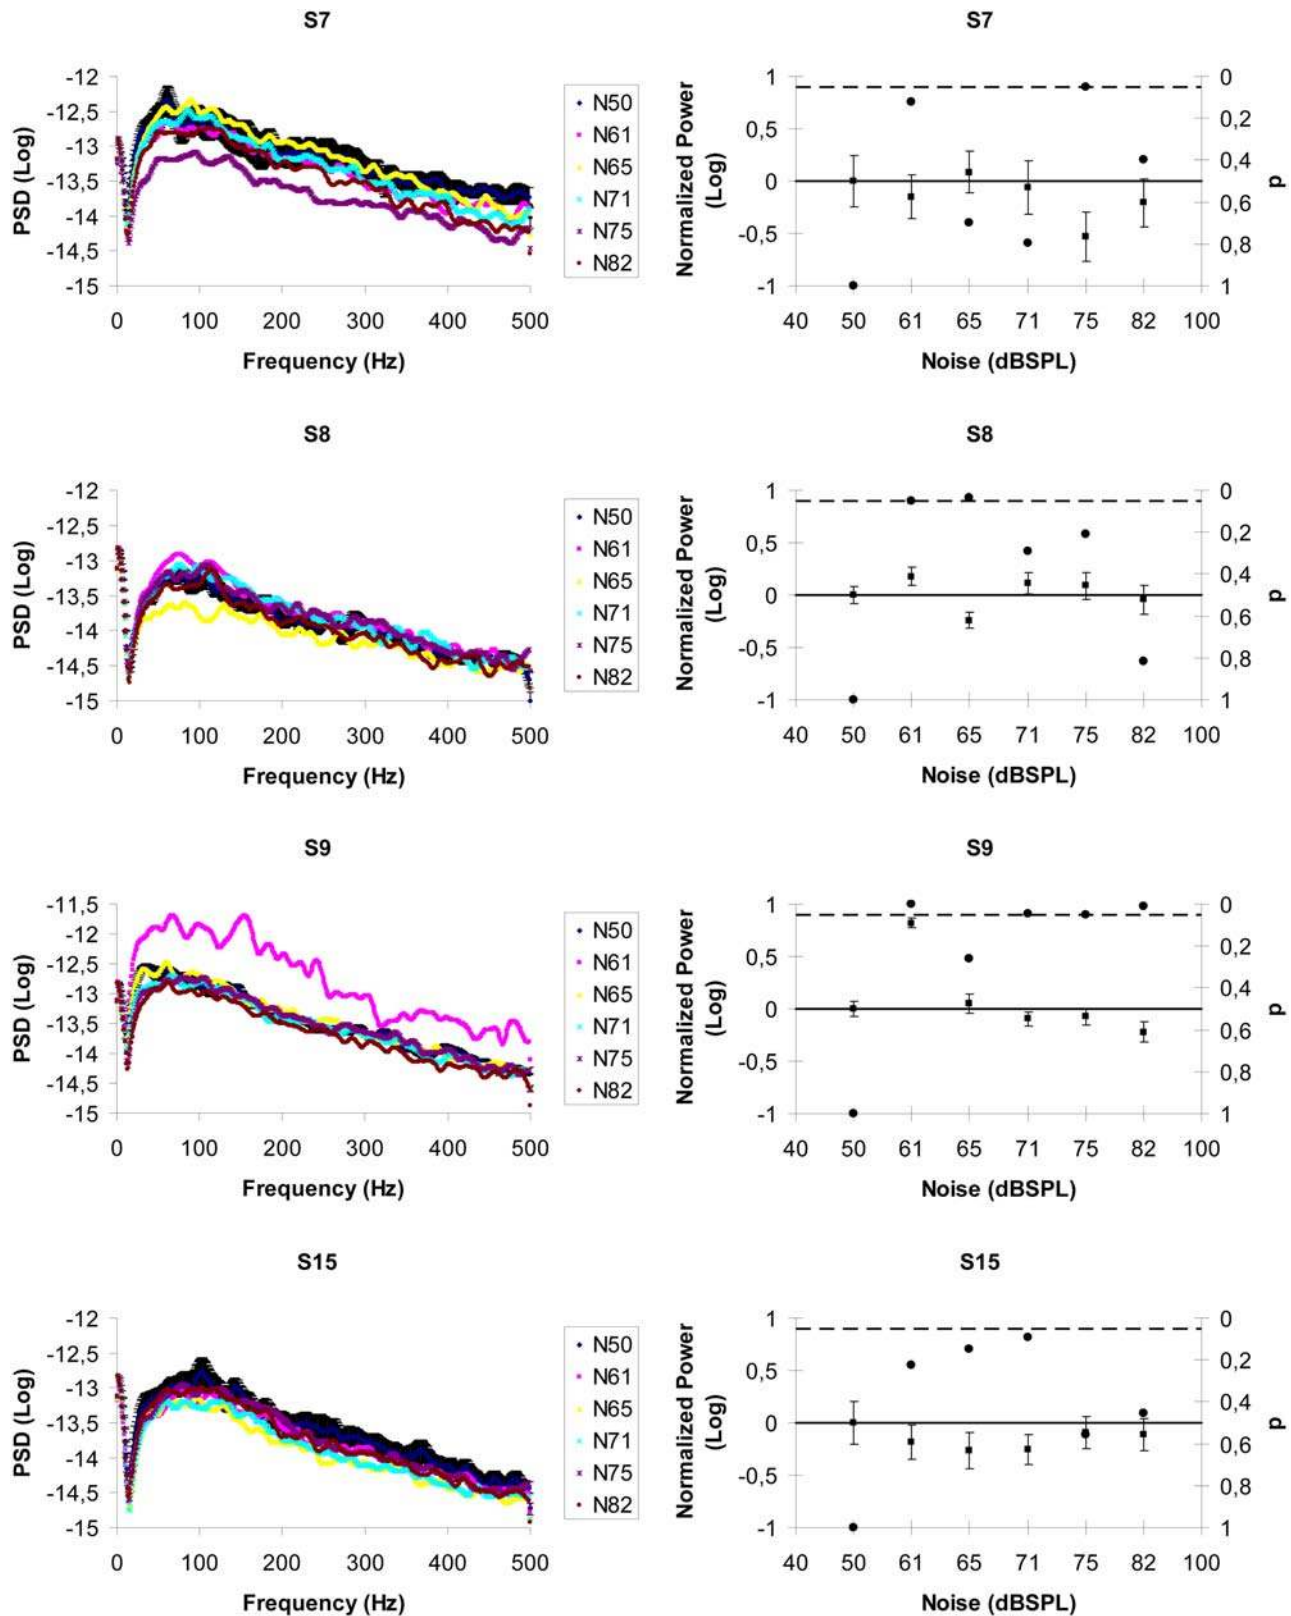 S7
-12
-12,5
-13
-13,5
-14
-14,5
-15
PSD (Log)
0 100 200 300 400 500
Frequency (Hz)
N50
N61
N65
N71
N75
N82
S7
1
0,5
0
-0,5
-1
Normalized Power
(Log)
0
0,2
0,4
0,6
0,8
1
p
40 50 61 65 71 75 82 100
Noise (dBSPL)
S8
-12
-12,5
-13
-13,5
-14
-14,5
-15
PSD (Log)
0 100 200 300 400 500
Frequency (Hz)
N50
N61
N65
N71
N75
N82
S8
1
0,5
0
-0,5
-1
Normalized Power
(Log)
0
0,2
0,4
0,6
0,8
1
p
40 50 61 65 71 75 82 100
Noise (dBSPL)
S9
-11,5
-12
-12,5
-13
-13,5
-14
-14,5
-15
PSD (Log)
0 100 200 300 400 500
Frequency (Hz)
N50
N61
N65
N71
N75
N82
S9
1
0,5
0
-0,5
-1
Normalized Power
(Log)
0
0,2
0,4
0,6
0,8
1
p
40 50 61 65 71 75 82 100
Noise (dBSPL)
S15
-12
-12,5
-13
-13,5
-14
-14,5
-15
PSD (Log)
0 100 200 300 400 500
Frequency (Hz)
N50
N61
N65
N71
N75
N82
S15
1
0,5
0
-0,5
-1
Normalized Power
(Log)
0
0,2
0,4
0,6
0,8
1
p
40 50 61 65 71 75 82 100
Noise (dBSPL)